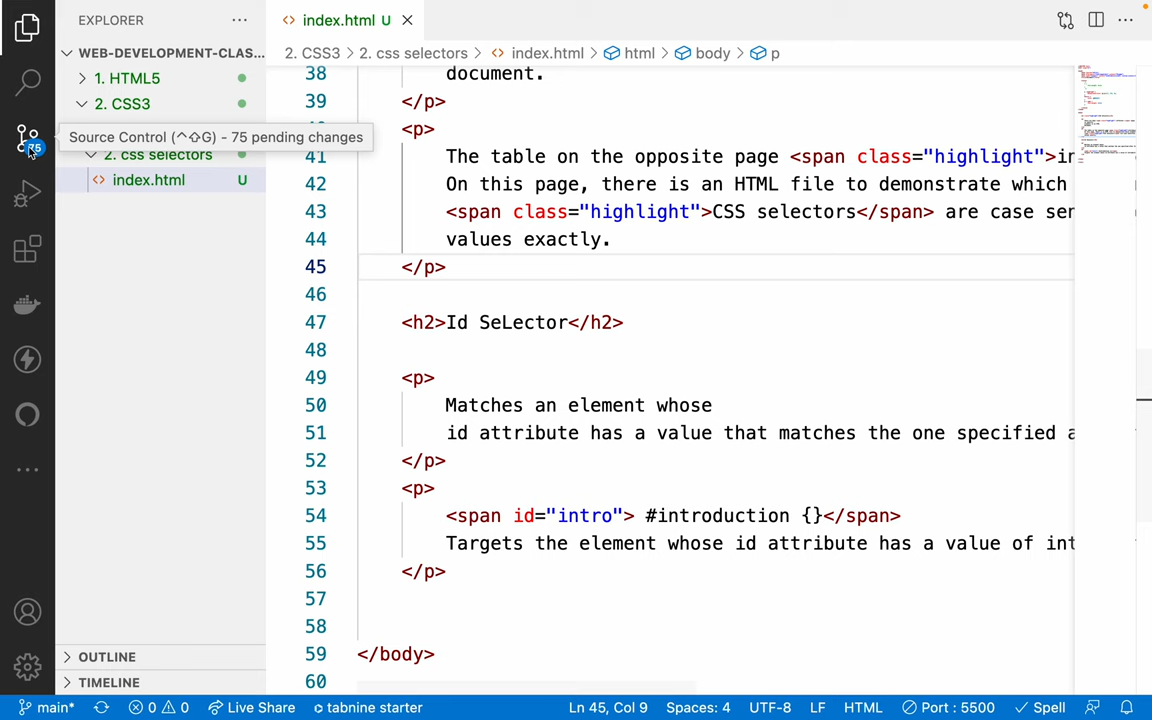 EXPLORER
index.html U
WEB-DEVELOPMENT-CLAS...
2. CSS3 > 2. css selectors > index.html > html > body > p
1. HTML5
2. CSS3
Source Control (^⇧G) - 75 pending changes
75
2. css selectors
index.html U
38 document.
39 </p>
<p>
41 The table on the opposite page <span class="highlight">in
42 On this page, there is an HTML file to demonstrate which
43 <span class="highlight">CSS selectors</span> are case sen
44 values exactly.
45 </p>
46
47 <h2>Id SeLector</h2>
48
49 <p>
50 Matches an element whose
51 id attribute has a value that matches the one specified a
52 </p>
53 <p>
54 <span id="intro"> #introduction {}</span>
55 Targets the element whose id attribute has a value of int
56 </p>
57
58
59 </body>
60
OUTLINE
TIMELINE
main* 0 0 Live Share tabnine starter Ln 45, Col 9 Spaces: 4 UTF-8 LF HTML Port : 5500 Spell